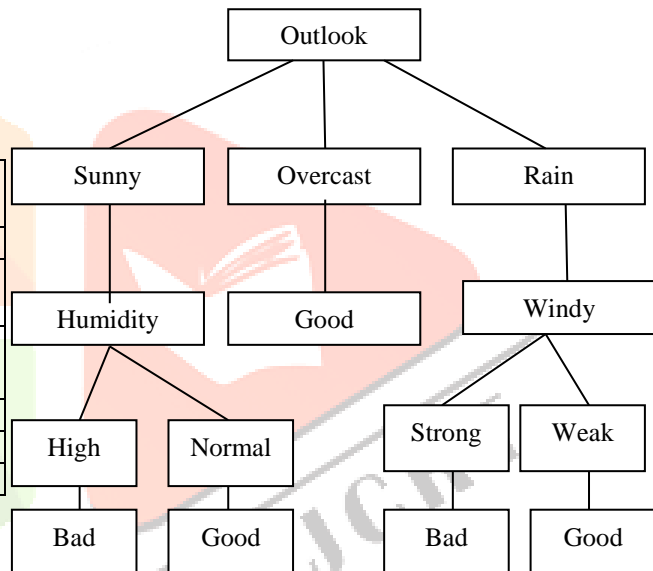 Outlook
Sunny Overcast Rain
Humidity Good Windy
High Normal Strong Weak
Bad Good Bad Good